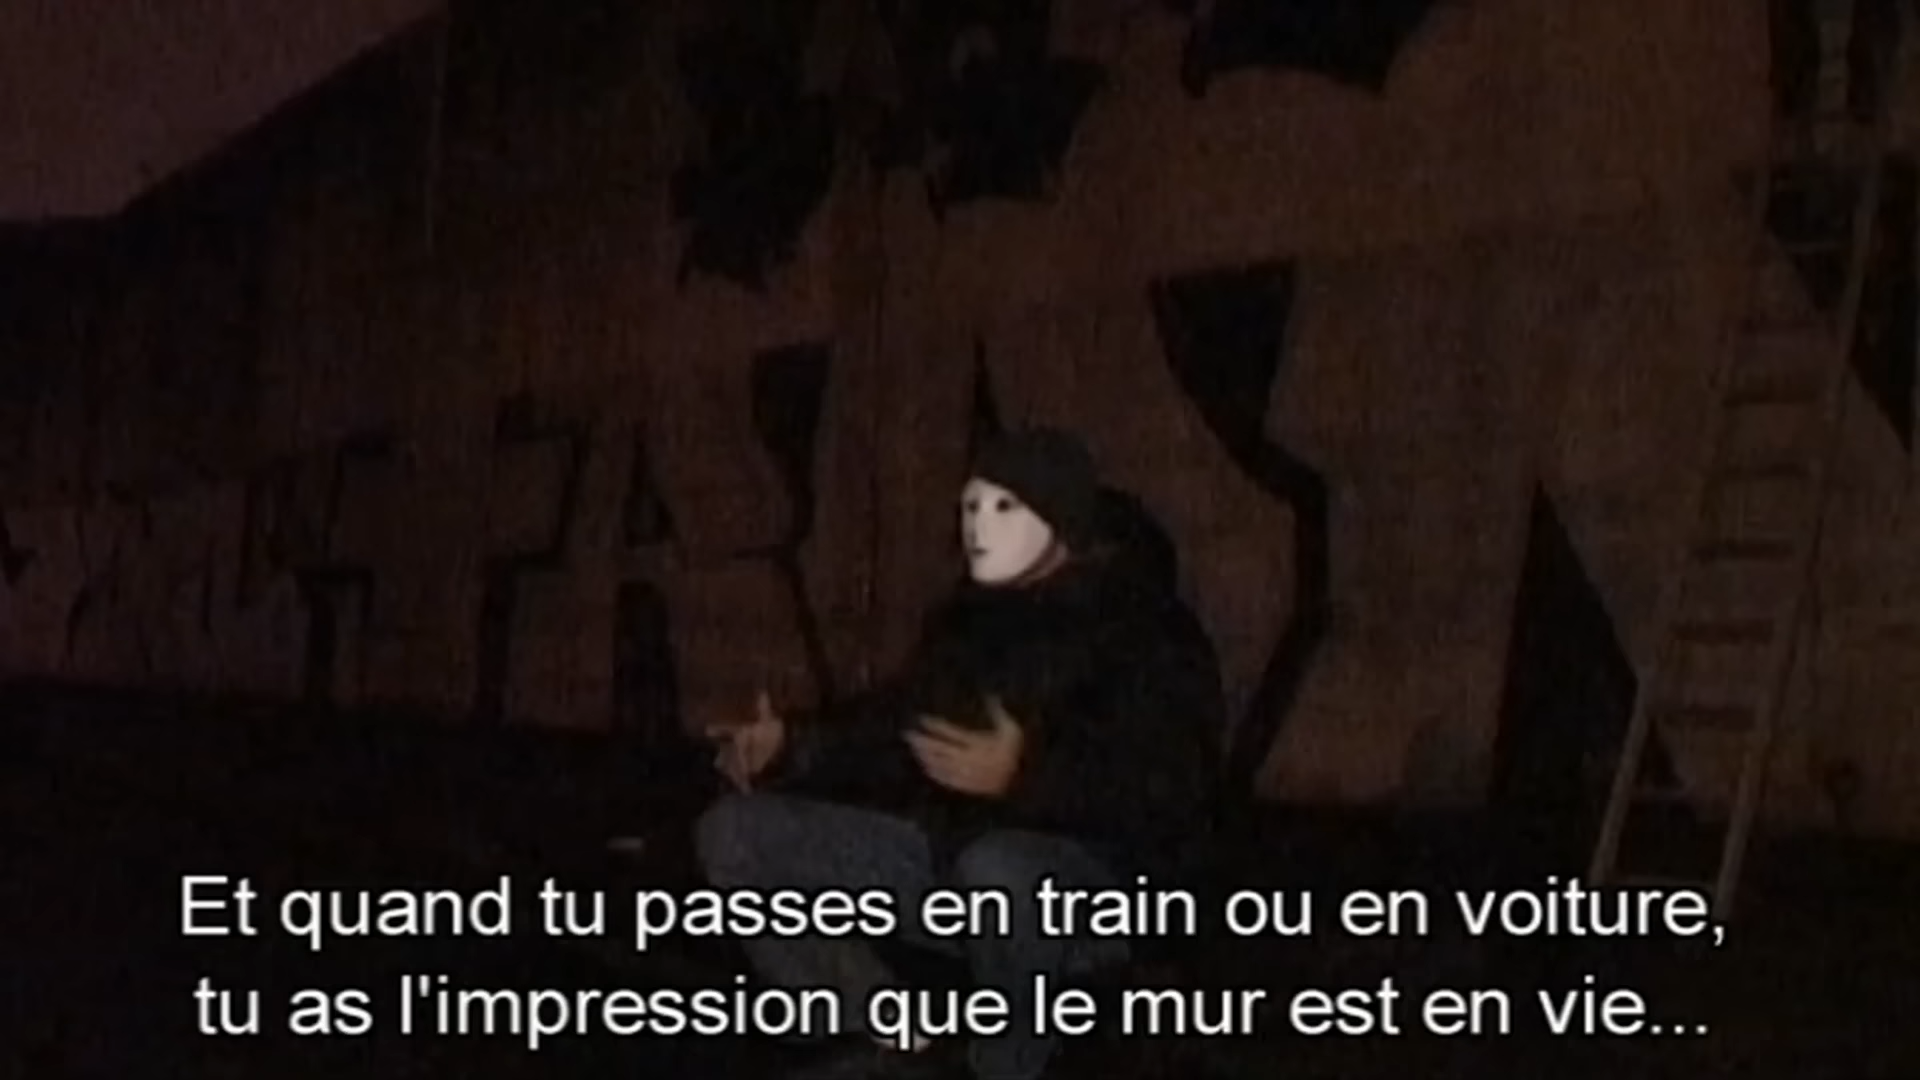 Et quand tu passes en train ou en voiture,
tu as l'impression que le mur est en vie...